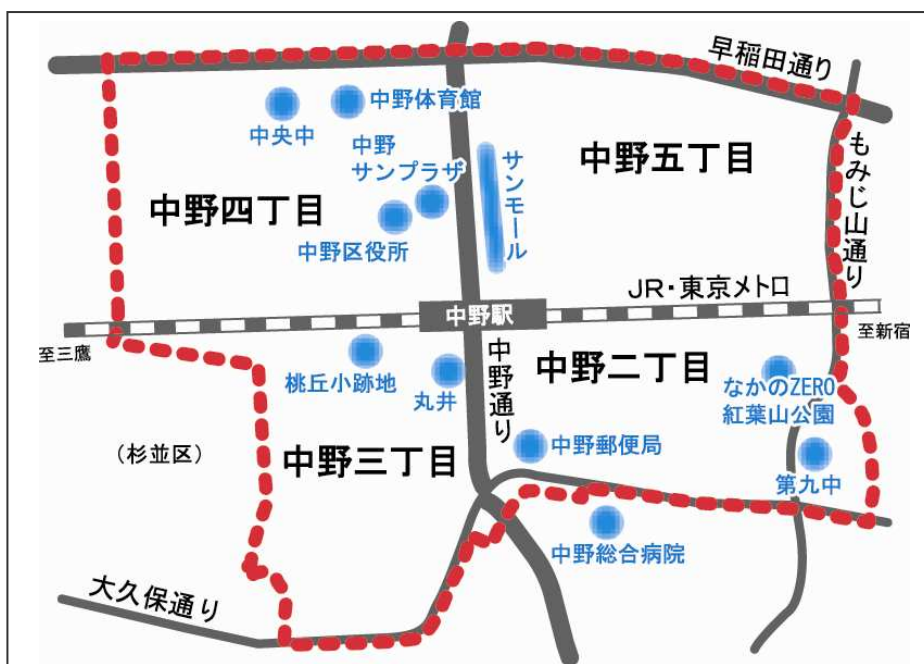 早稲田通り
中野体育館
中央中
中野
サンプラザ
サンモール
中野五丁目
もみじ山通り
中野四丁目
中野区役所
JR・東京メトロ
中野駅
至三鷹
至新宿
桃丘小跡地
丸井
中野通り
中野二丁目
なかのZERO
紅葉山公園
(杉並区)
中野三丁目
中野郵便局
第九中
中野総合病院
大久保通り